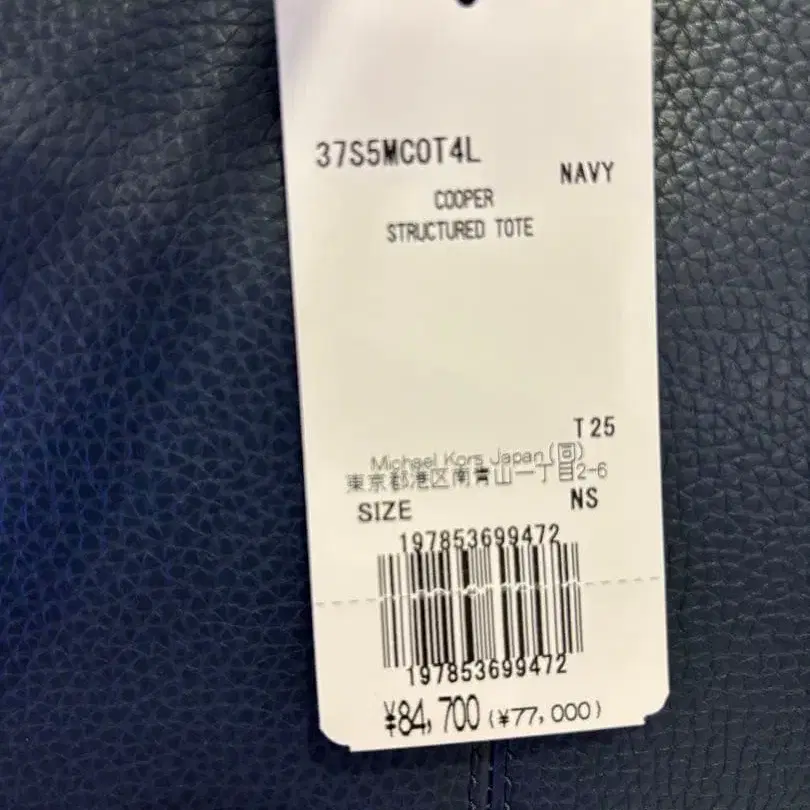 37S5MCOT4L
NAVY
COOPER
STRUCTURED TOTE
T 25
Michael Kors Japan (同)
東京都港区南青山一丁目2-6
SIZE NS
197853699472
197853699472
¥84,700 (¥77,000)